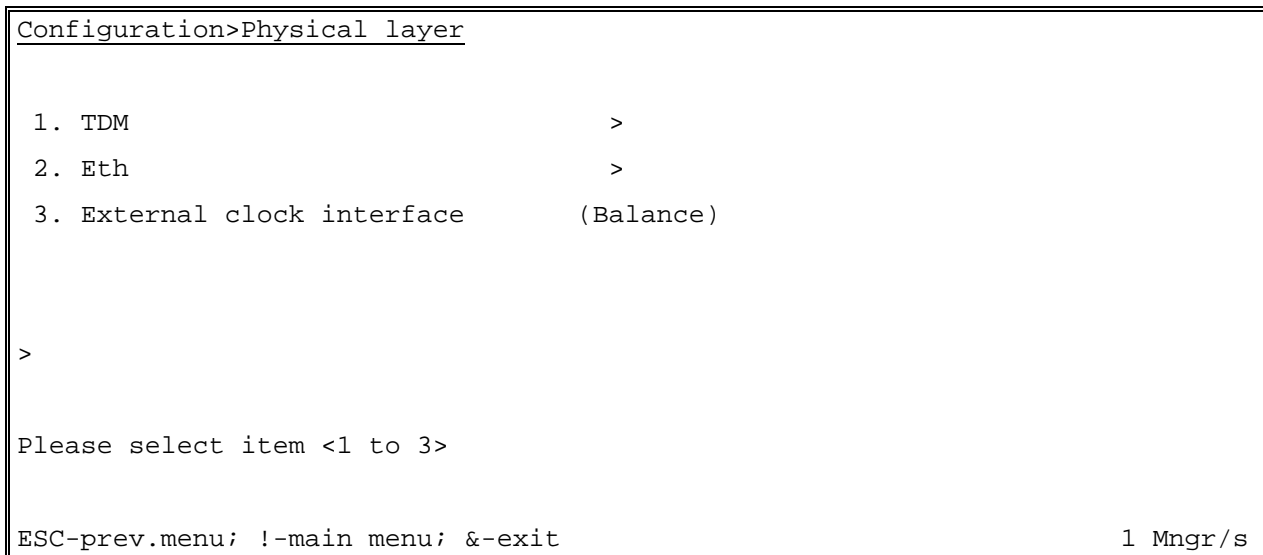 Configuration>Physical layer
1. TDM >
2. Eth >
3. External clock interface (Balance)
>
Please select item <1 to 3>
ESC-prev.menu; !-main menu; &-exit 1 Mngr/s